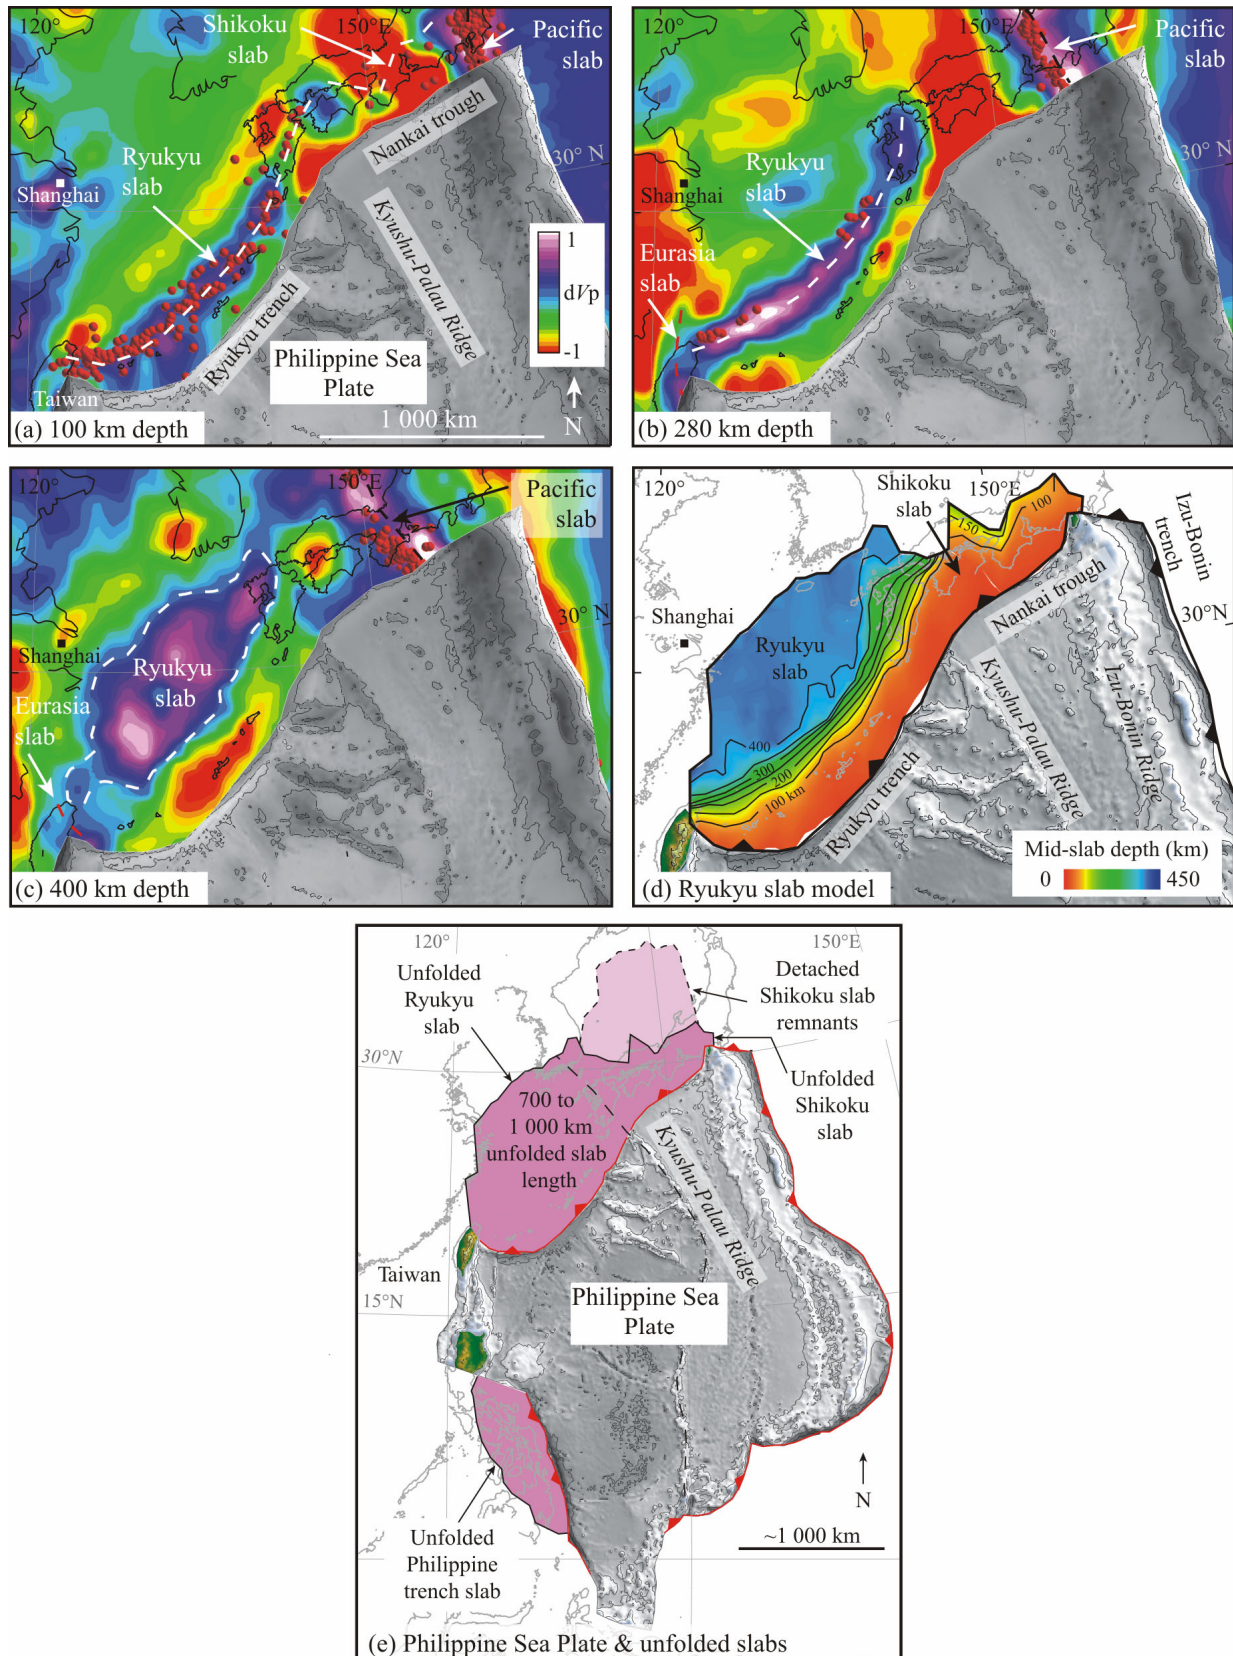 120°
150°E
Shikoku
slab
Pacific
slab
Ryukyu
slab
Shanghai
Nankai trough
30° N
Kyushu-Palau
Ridge
1
dVp
-1
Ryukyu trench
Philippine Sea
Plate
Taiwan
1 000 km
N
(a) 100 km depth
120°
150°E
Pacific
slab
30° N
Ryukyu
slab
Shanghai
Eurasia
slab
(b) 280 km depth
120°
150°E
Pacific
slab
30° N
Shanghai
Ryukyu
slab
Eurasia
slab
(c) 400 km depth
120°
Shikoku
slab
150°E
150
100
Izu-Bonin
trench
Shanghai
30°N
Nankai trough
Ryukyu
slab
Kyushu-Palau
Ridge
Izu-Bonin Ridge
400
300
200
100 km
Ryukyu trench
Mid-slab depth (km)
0
450
(d) Ryukyu slab model
120°
150°E
Unfolded
Ryukyu
slab
Detached
Shikoku slab
remnants
30°N
Unfolded
Shikoku
slab
700 to
1 000 km
unfolded slab
length
Kyushu-Palau
Ridge
Taiwan
15°N
Philippine Sea
Plate
N
~1 000 km
Unfolded
Philippine
trench slab
(e) Philippine Sea Plate & unfolded slabs